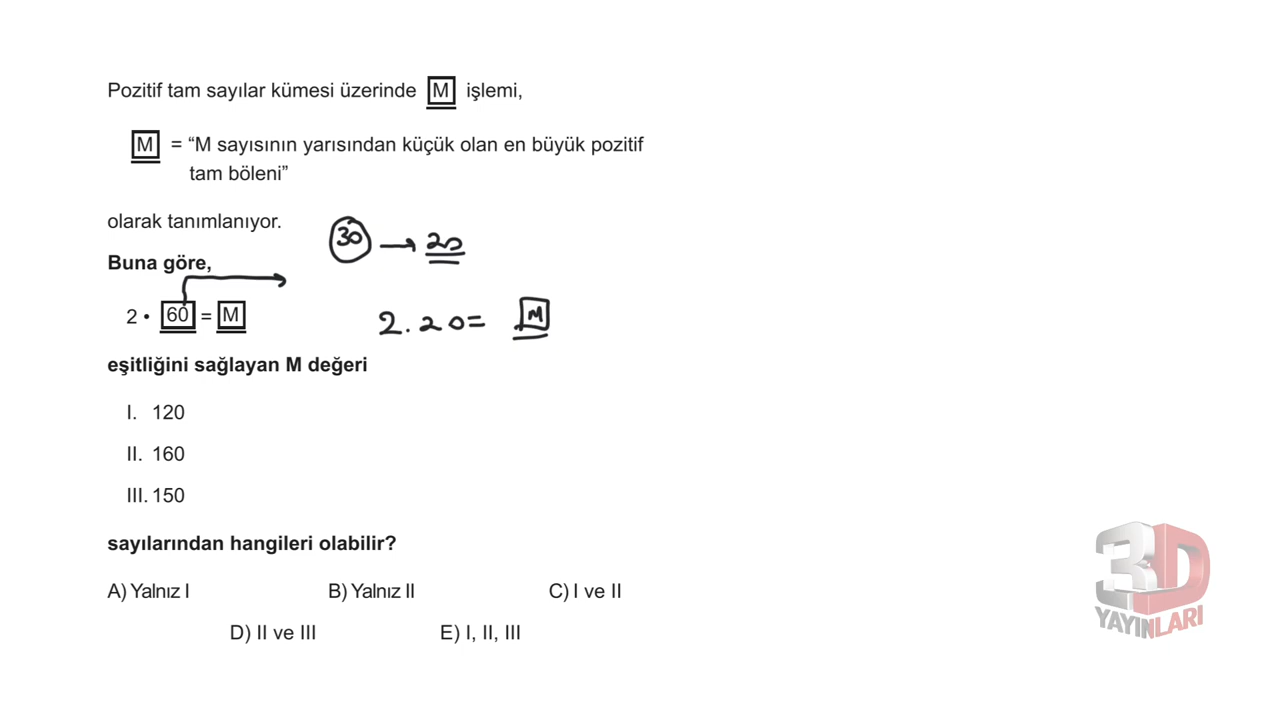 Pozitif tam sayılar kümesi üzerinde M işlemi,
M = “M sayısının yarısından küçük olan en büyük pozitif
tam böleni”
olarak tanımlanıyor.
30 → 20
Buna göre,
2 • 60 = M
2.20= M
eşitliğini sağlayan M değeri
I. 120
II. 160
III. 150
sayılarından hangileri olabilir?
A) Yalnız I B) Yalnız II C) I ve II
D) II ve III E) I, II, III
3D
YAYINLARI